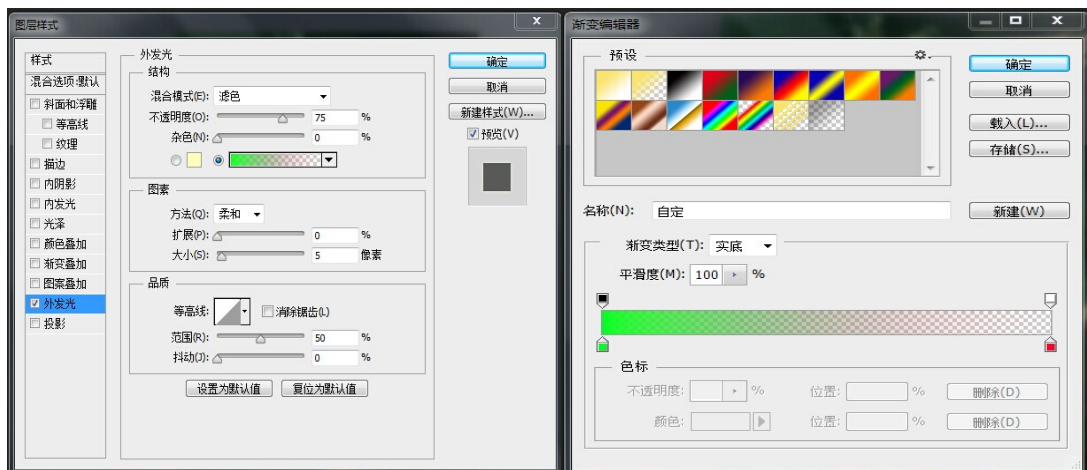 图层样式
样式
混合选项:默认
斜面和浮雕
等高线
纹理
描边
内阴影
内发光
光泽
颜色叠加
渐变叠加
图案叠加
外发光
投影
外发光
结构
混合模式(E): 滤色
不透明度(O): 75 %
杂色(N): 0 %
图素
方法(Q): 柔和
扩展(P): 0 %
大小(S): 5 像素
品质
等高线: 消除锯齿(L)
范围(R): 50 %
抖动(J): 0 %
设置为默认值 复位为默认值
确定
取消
新建样式(W)...
预览(V)
渐变编辑器
预设
确定
取消
载入(L)...
存储(S)...
名称(N): 自定 新建(W)
渐变类型(T): 实底
平滑度(M): 100 %
色标
不透明度: % 位置: % 删除(D)
颜色: 位置: % 删除(D)